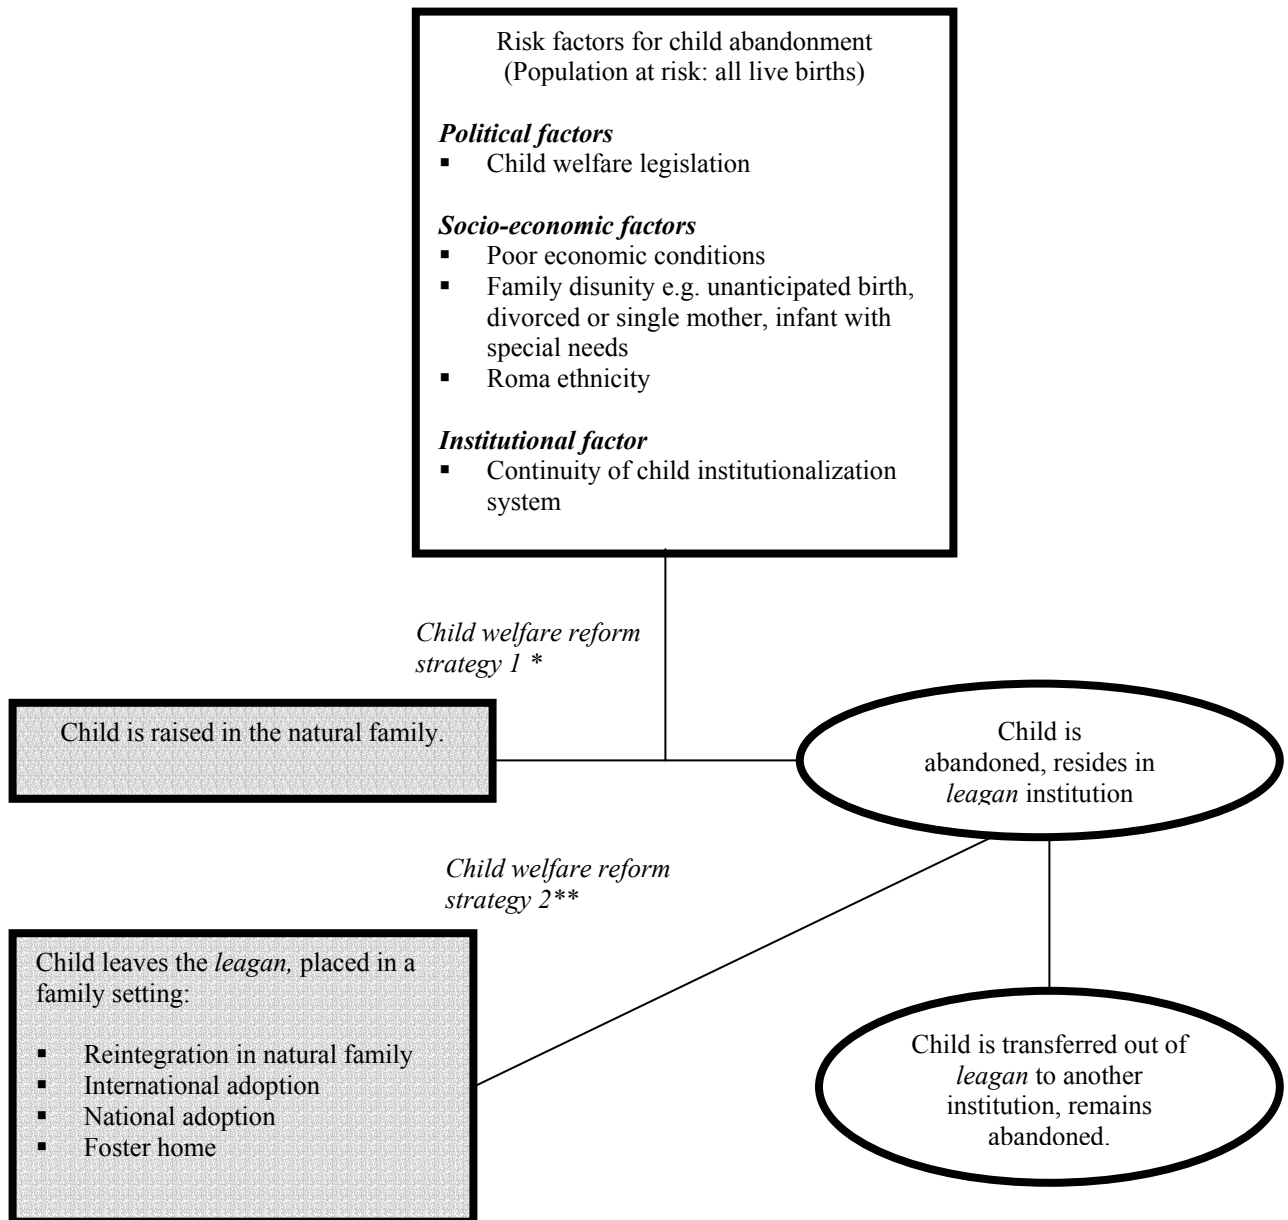 Risk factors for child abandonment
(Population at risk: all live births)
Political factors
▪ Child welfare legislation
Socio-economic factors
▪ Poor economic conditions
▪ Family disunity e.g. unanticipated birth,
divorced or single mother, infant with
special needs
▪ Roma ethnicity
Institutional factor
▪ Continuity of child institutionalization
system
Child welfare reform
strategy 1 *
Child is raised in the natural family.
Child is
abandoned, resides in
leagan institution
Child welfare reform
strategy 2**
Child leaves the leagan, placed in a
family setting:
▪ Reintegration in natural family
▪ International adoption
▪ National adoption
▪ Foster home
Child is transferred out of
leagan to another
institution, remains
abandoned.